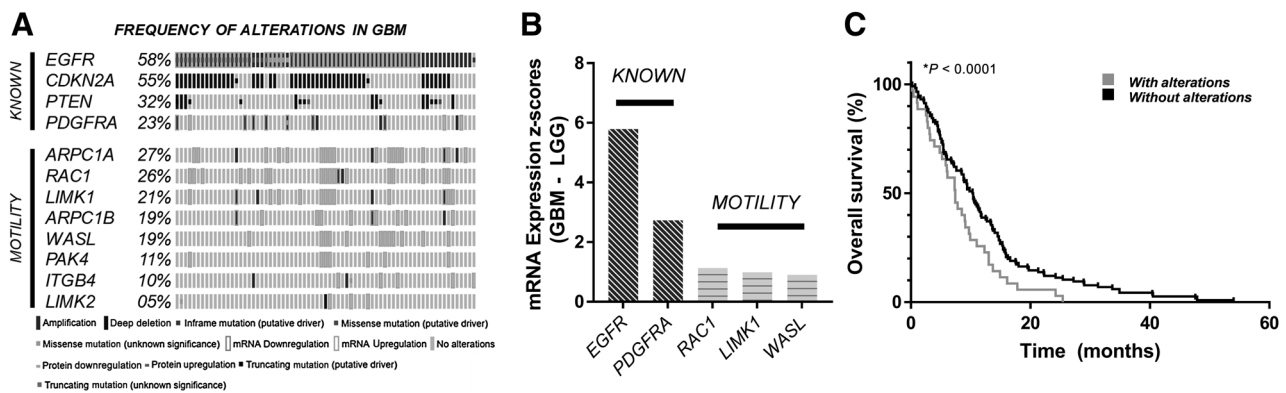 A
FREQUENCY OF ALTERATIONS IN GBM
KNOWN
EGFR 58%
CDKN2A 55%
PTEN 32%
PDGFRA 23%
MOTILITY
ARPC1A 27%
RAC1 26%
LIMK1 21%
ARPC1B 19%
WASL 19%
PAK4 11%
ITGB4 10%
LIMK2 05%
Amplification Deep deletion Inframe mutation (putative driver) Missense mutation (putative driver)
Missense mutation (unknown significance) mRNA Downregulation mRNA Upregulation No alterations
Protein downregulation Protein upregulation Truncating mutation (putative driver)
Truncating mutation (unknown significance)
B
mRNA Expression z-scores
(GBM - LGG)
8
6
4
2
0
KNOWN
MOTILITY
EGFR
PDGFRA
RAC1
LIMK1
WASL
C
Overall survival (%)
100
50
0
*P < 0.0001
With alterations
Without alterations
0 20 40 60
Time (months)